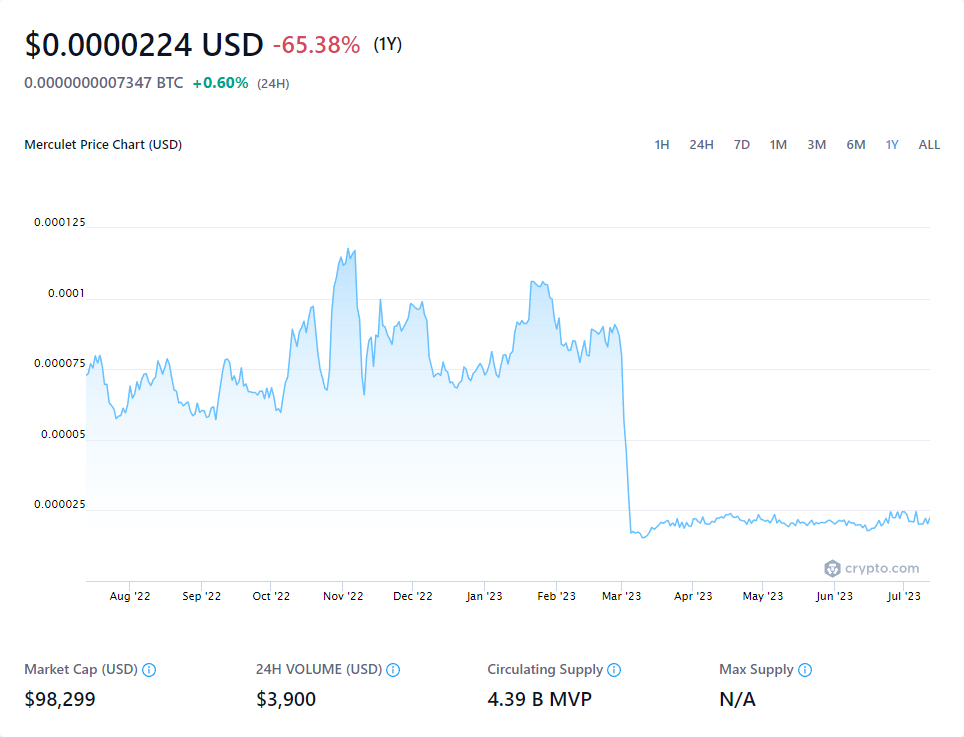 $0.0000224 USD -65.38% (1Y)
0.0000000007347 BTC +0.60% (24H)
Merculet Price Chart (USD) 1H 24H 7D 1M 3M 6M 1Y ALL
0.000125
0.0001
0.000075
0.00005
0.000025
crypto.com
Aug '22 Sep '22 Oct '22 Nov '22 Dec '22 Jan '23 Feb '23 Mar '23 Apr '23 May '23 Jun '23 Jul '23
Market Cap (USD) 24H VOLUME (USD) Circulating Supply Max Supply
$98,299 $3,900 4.39 B MVP N/A